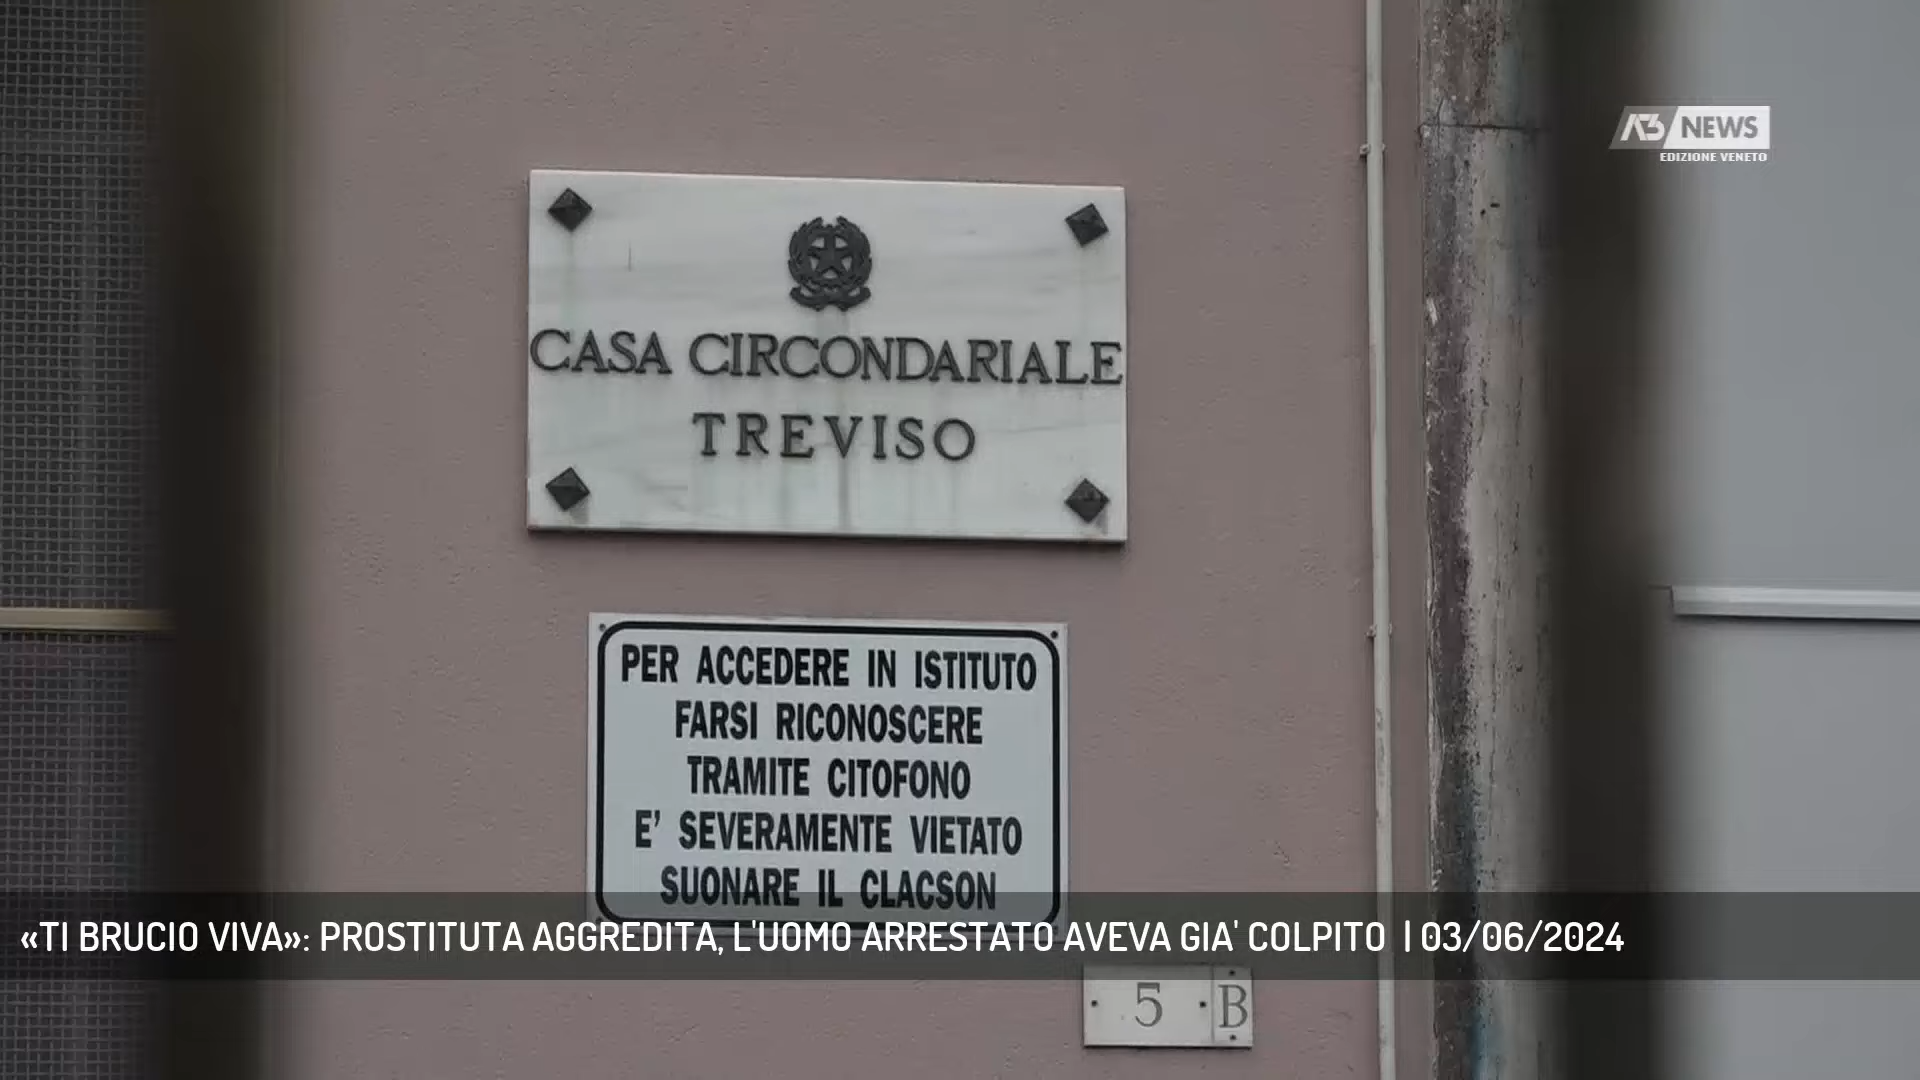 A3 NEWS
EDIZIONE VENETO
CASA CIRCONDARIALE
TREVISO
PER ACCEDERE IN ISTITUTO
FARSI RICONOSCERE
TRAMITE CITOFONO
E' SEVERAMENTE VIETATO
SUONARE IL CLACSON
«TI BRUCIO VIVA»: PROSTITUTA AGGREDITA, L'UOMO ARRESTATO AVEVA GIA' COLPITO | 03/06/2024
5 B